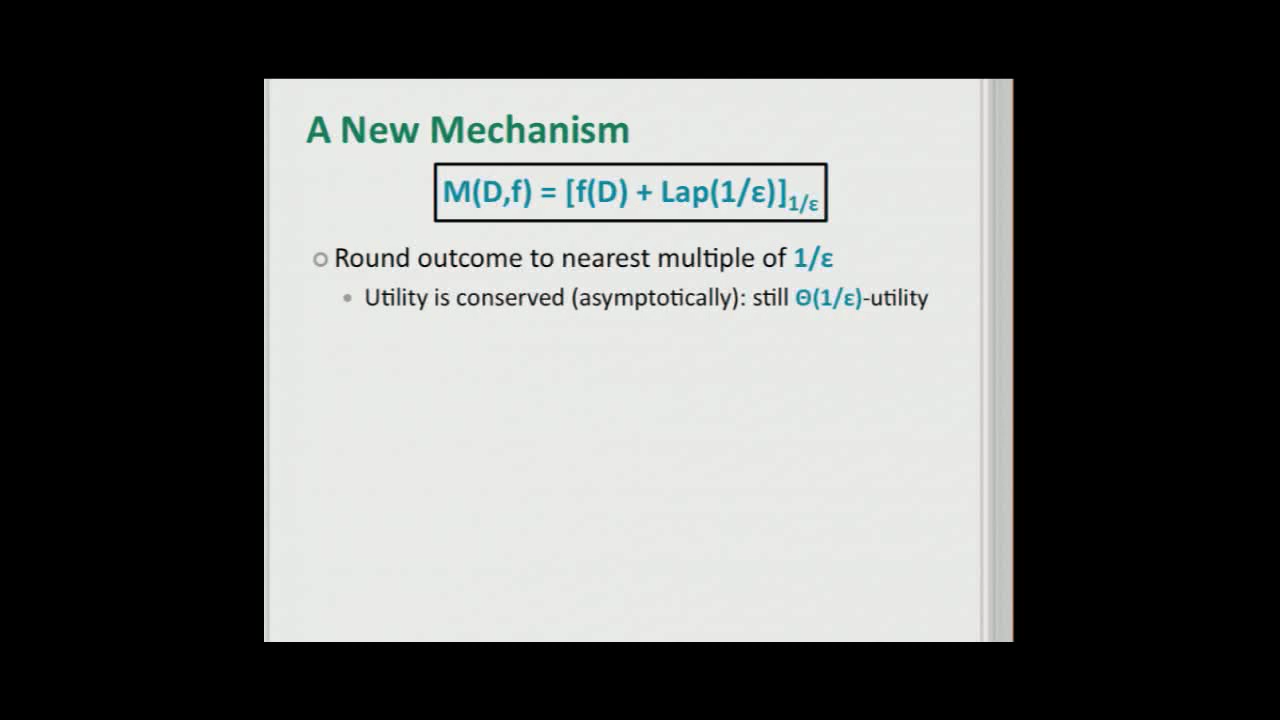 A New Mechanism
M(D,f) = [f(D) + Lap(1/ε)]1/ε
Round outcome to nearest multiple of 1/ε
Utility is conserved (asymptotically): still Θ(1/ε)-utility